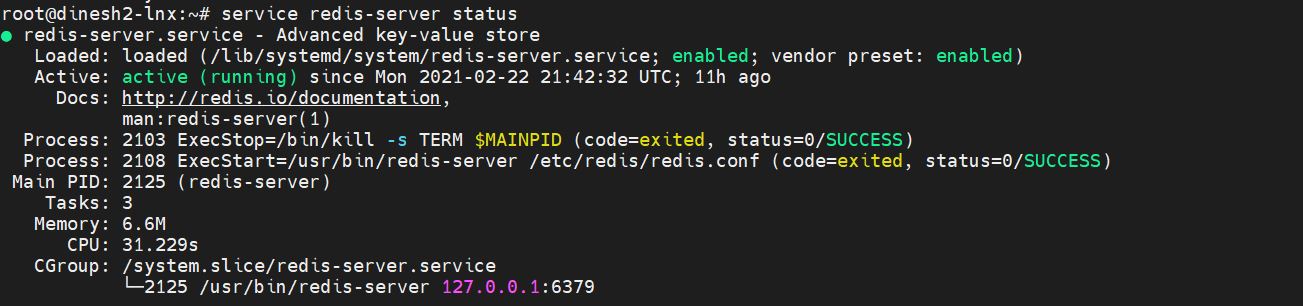 root@dinesh2-lnx:~# service redis-server status
● redis-server.service - Advanced key-value store
   Loaded: loaded (/lib/systemd/system/redis-server.service; enabled; vendor preset: enabled)
   Active: active (running) since Mon 2021-02-22 21:42:32 UTC; 11h ago
     Docs: http://redis.io/documentation,
           man:redis-server(1)
  Process: 2103 ExecStop=/bin/kill -s TERM $MAINPID (code=exited, status=0/SUCCESS)
  Process: 2108 ExecStart=/usr/bin/redis-server /etc/redis/redis.conf (code=exited, status=0/SUCCESS)
 Main PID: 2125 (redis-server)
    Tasks: 3
   Memory: 6.6M
      CPU: 31.229s
   CGroup: /system.slice/redis-server.service
           └─2125 /usr/bin/redis-server 127.0.0.1:6379